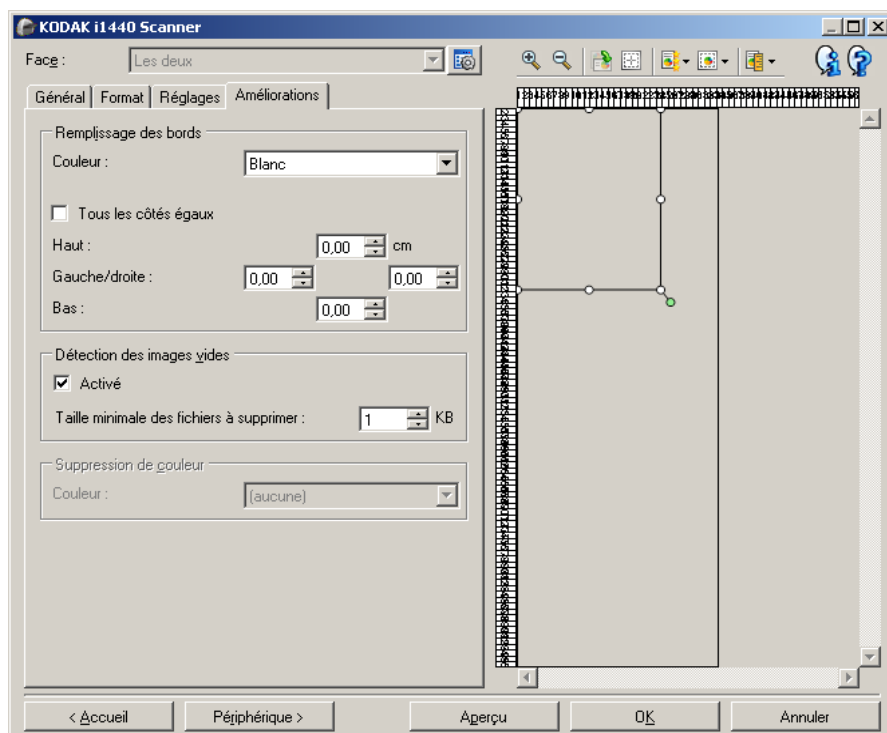 KODAK i1440 Scanner
Face :
Les deux
Général
Format
Réglages
Améliorations
Remplissage des bords
Couleur :
Blanc
Tous les côtés égaux
Haut :
0,00
cm
Gauche/droite :
0,00
0,00
Bas :
0,00
Détection des images vides
Activé
Taille minimale des fichiers à supprimer :
1
KB
Suppression de couleur
Couleur :
(aucune)
< Accueil
Périphérique >
Aperçu
OK
Annuler